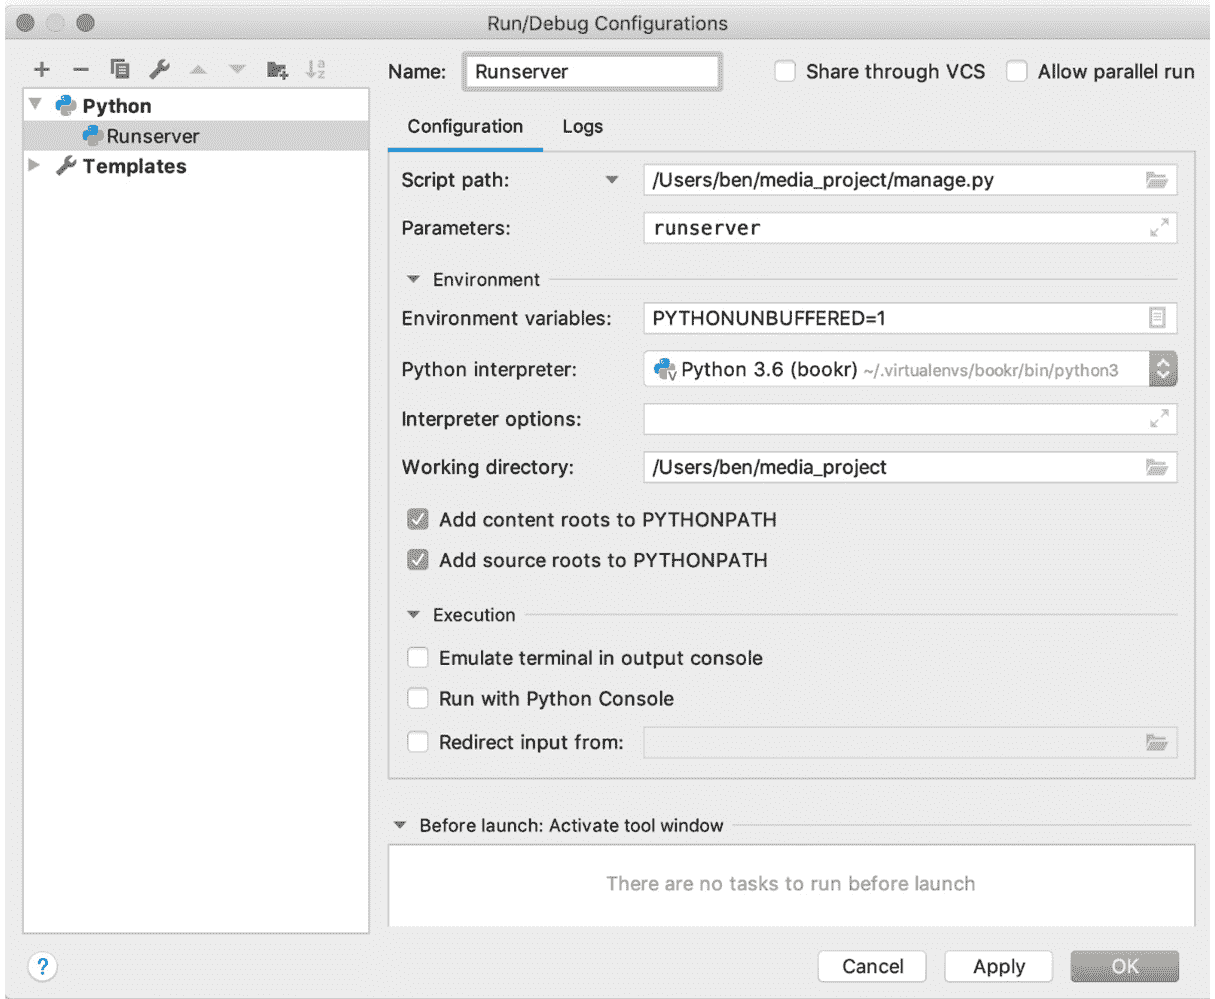 Run/Debug Configurations
Name: Runserver Share through VCS Allow parallel run
Python
Runserver
Templates
Configuration Logs
Script path: /Users/ben/media_project/manage.py
Parameters: runserver
Environment
Environment variables: PYTHONUNBUFFERED=1
Python interpreter: Python 3.6 (bookr) ~/.virtualenvs/bookr/bin/python3
Interpreter options:
Working directory: /Users/ben/media_project
Add content roots to PYTHONPATH
Add source roots to PYTHONPATH
Execution
Emulate terminal in output console
Run with Python Console
Redirect input from:
Before launch: Activate tool window
There are no tasks to run before launch
? Cancel Apply OK